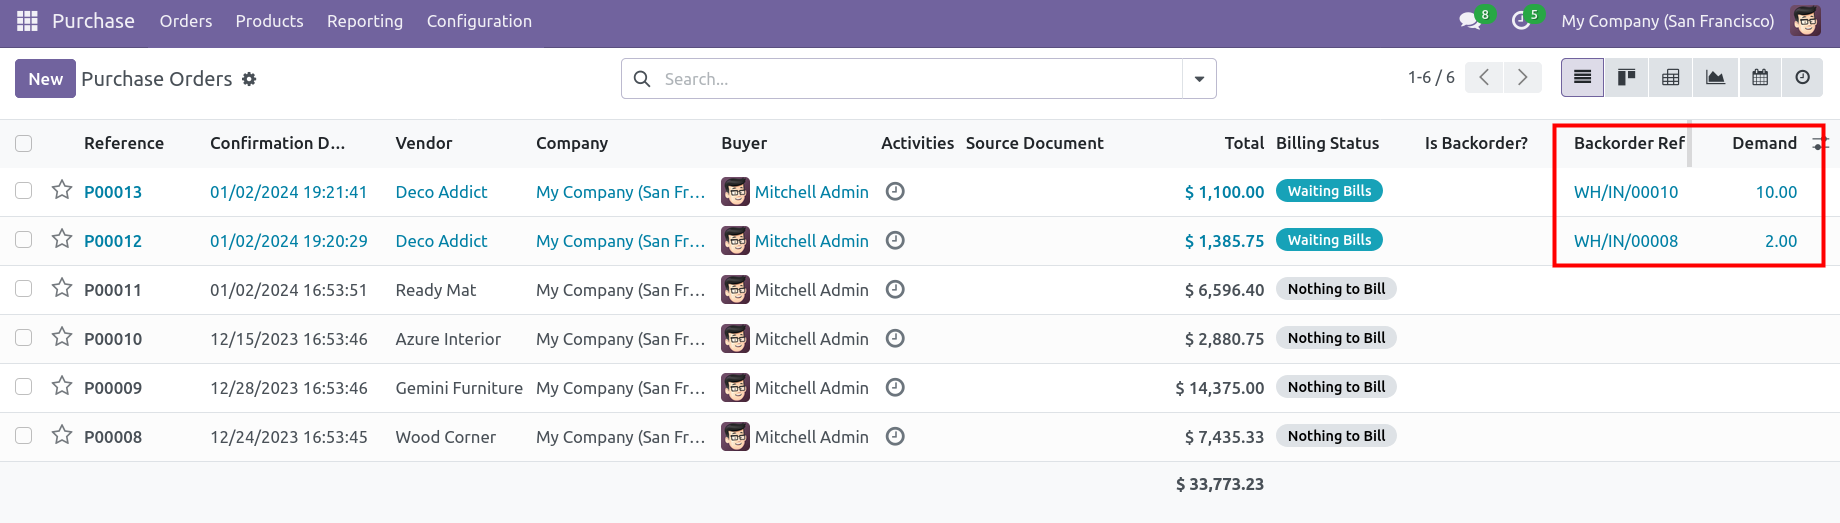 Purchase Orders Products Reporting Configuration 8 5 My Company (San Francisco)
New Purchase Orders Search... 1-6 / 6
Reference Confirmation D... Vendor Company Buyer Activities Source Document Total Billing Status Is Backorder? Backorder Ref Demand
P00013 01/02/2024 19:21:41 Deco Addict My Company (San Fr... Mitchell Admin $ 1,100.00 Waiting Bills WH/IN/00010 10.00
P00012 01/02/2024 19:20:29 Deco Addict My Company (San Fr... Mitchell Admin $ 1,385.75 Waiting Bills WH/IN/00008 2.00
P00011 01/02/2024 16:53:51 Ready Mat My Company (San Fr... Mitchell Admin $ 6,596.40 Nothing to Bill
P00010 12/15/2023 16:53:46 Azure Interior My Company (San Fr... Mitchell Admin $ 2,880.75 Nothing to Bill
P00009 12/28/2023 16:53:46 Gemini Furniture My Company (San Fr... Mitchell Admin $ 14,375.00 Nothing to Bill
P00008 12/24/2023 16:53:45 Wood Corner My Company (San Fr... Mitchell Admin $ 7,435.33 Nothing to Bill
$ 33,773.23